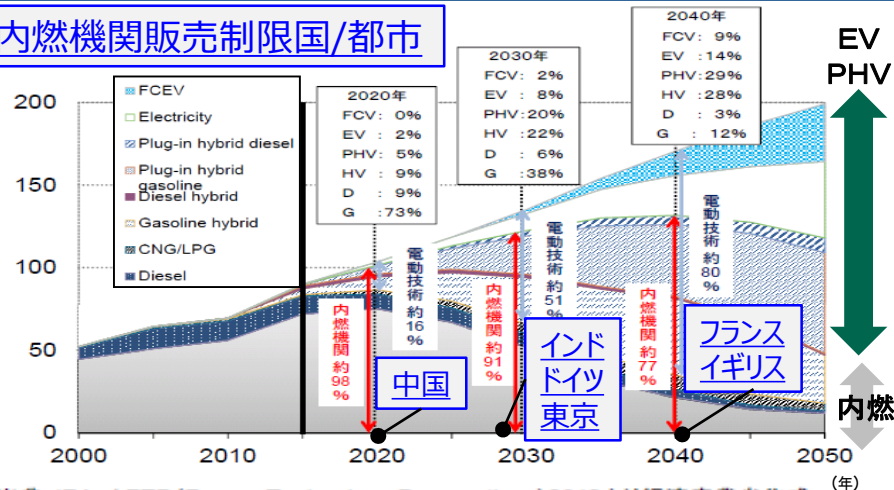 内燃機関販売制限国/都市
EV
PHV
200
150
100
50
0
FCEV
Electricity
Plug-in hybrid diesel
Plug-in hybrid
gasoline
Diesel hybrid
Gasoline hybrid
CNG/LPG
Diesel
2020年
FCV: 0%
EV : 2%
PHV: 5%
HV : 9%
D : 9%
G :73%
2030年
FCV: 2%
EV : 8%
PHV:20%
HV :22%
D : 6%
G :38%
2040年
FCV: 9%
EV :14%
PHV:29%
HV :28%
D : 3%
G : 12%
内燃機関 約98%
電動技術 約16%
内燃機関 約91%
電動技術 約51%
内燃機関 約77%
電動技術 約80%
中国
インド
ドイツ
東京
フランス
イギリス
内燃
2000
2010
2020
2030
2040
2050
(年)